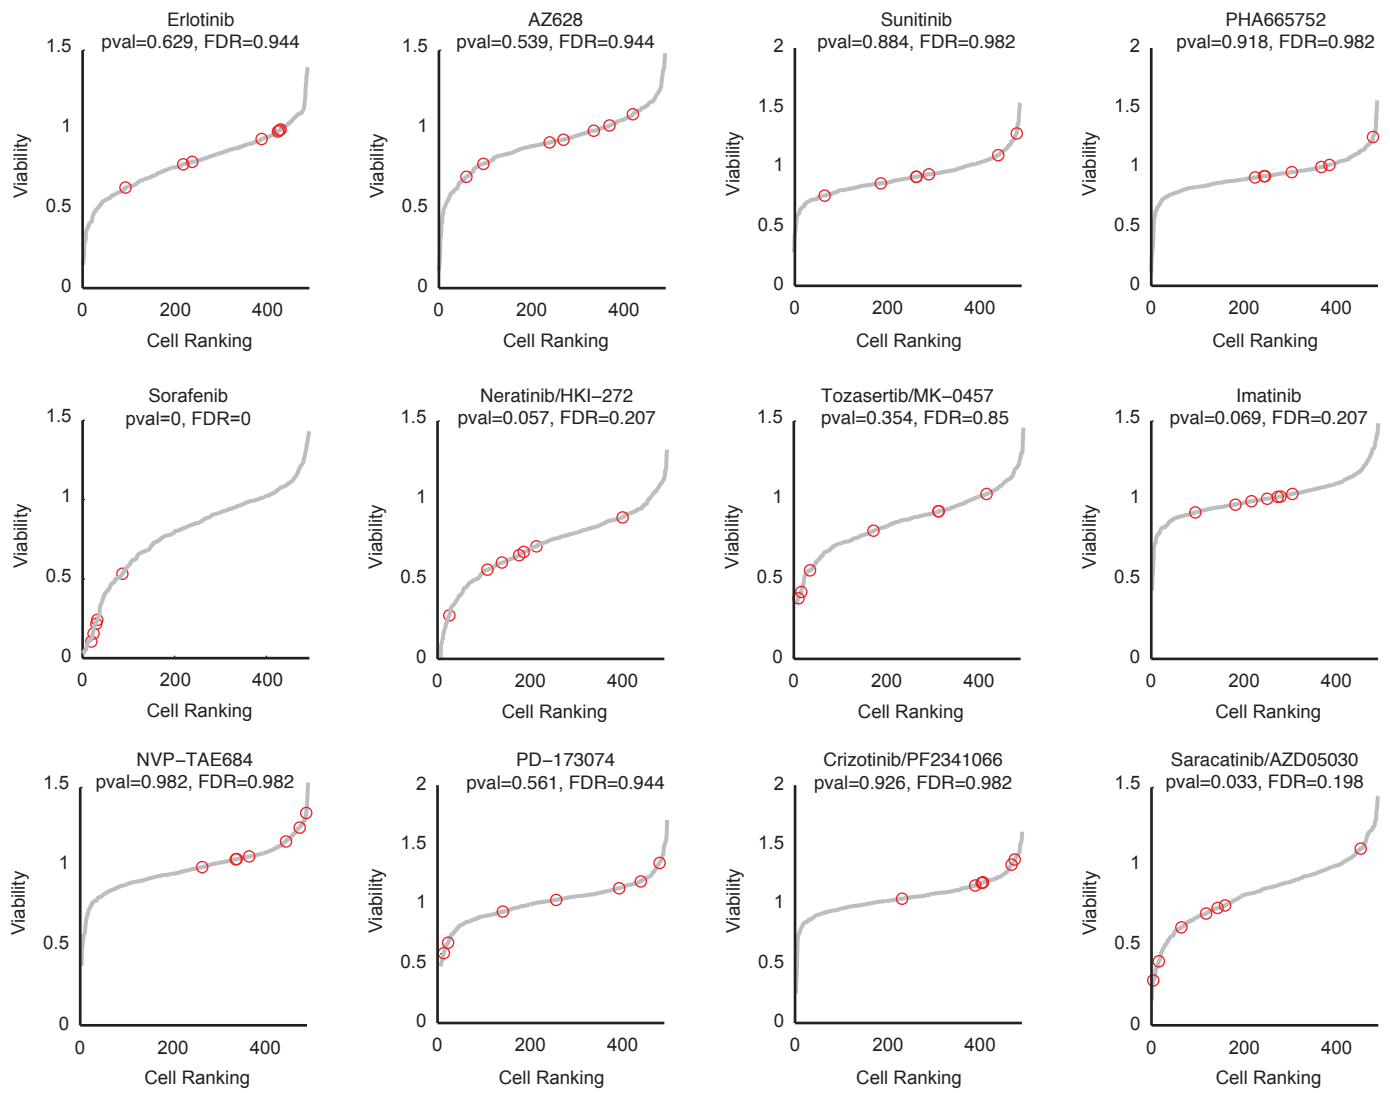 Erlotinib
pval=0.629, FDR=0.944
1.5
1
0.5
0
Viability
0 200 400
Cell Ranking
AZ628
pval=0.539, FDR=0.944
1.5
1
0.5
0
Viability
0 200 400
Cell Ranking
Sunitinib
pval=0.884, FDR=0.982
2
1.5
1
0.5
0
Viability
0 200 400
Cell Ranking
PHA665752
pval=0.918, FDR=0.982
2
1.5
1
0.5
0
Viability
0 200 400
Cell Ranking
Sorafenib
pval=0, FDR=0
1.5
1
0.5
0
Viability
0 200 400
Cell Ranking
Neratinib/HKI−272
pval=0.057, FDR=0.207
1.5
1
0.5
0
Viability
0 200 400
Cell Ranking
Tozasertib/MK−0457
pval=0.354, FDR=0.85
1.5
1
0.5
0
Viability
0 200 400
Cell Ranking
Imatinib
pval=0.069, FDR=0.207
1.5
1
0.5
0
Viability
0 200 400
Cell Ranking
NVP−TAE684
pval=0.982, FDR=0.982
1.5
1
0.5
0
Viability
0 200 400
Cell Ranking
PD−173074
pval=0.561, FDR=0.944
2
1.5
1
0.5
0
Viability
0 200 400
Cell Ranking
Crizotinib/PF2341066
pval=0.926, FDR=0.982
2
1.5
1
0.5
0
Viability
0 200 400
Cell Ranking
Saracatinib/AZD05030
pval=0.033, FDR=0.198
1.5
1
0.5
0
Viability
0 200 400
Cell Ranking